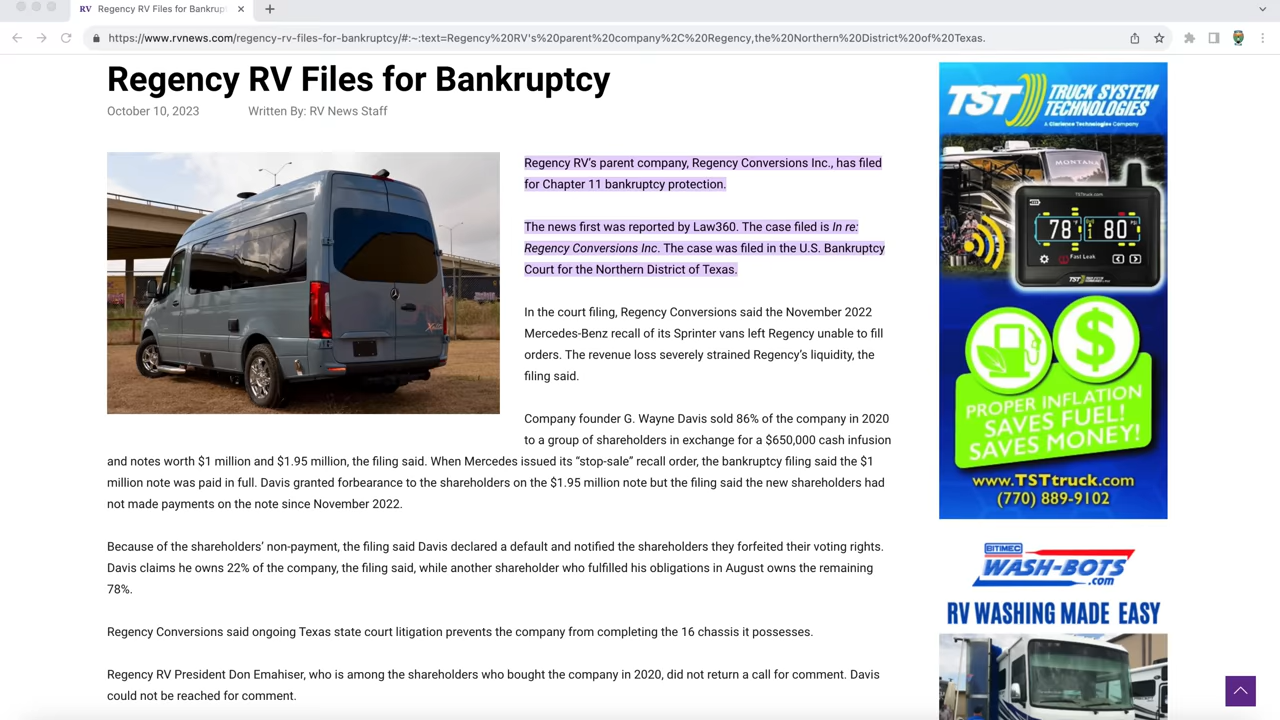 RV Regency RV Files for Bankrup
https://www.rvnews.com/regency-rv-files-for-bankruptcy/#:~:text=Regency%20RV's%20parent%20company%2C%20Regency,the%20Northern%20District%20of%20Texas.
Regency RV Files for Bankruptcy
October 10, 2023 Written By: RV News Staff
Regency RV's parent company, Regency Conversions Inc., has filed
for Chapter 11 bankruptcy protection.
The news first was reported by Law360. The case filed is In re:
Regency Conversions Inc. The case was filed in the U.S. Bankruptcy
Court for the Northern District of Texas.
In the court filing, Regency Conversions said the November 2022
Mercedes-Benz recall of its Sprinter vans left Regency unable to fill
orders. The revenue loss severely strained Regency's liquidity, the
filing said.
Company founder G. Wayne Davis sold 86% of the company in 2020
to a group of shareholders in exchange for a $650,000 cash infusion
and notes worth $1 million and $1.95 million, the filing said. When Mercedes issued its “stop-sale” recall order, the bankruptcy filing said the $1
million note was paid in full. Davis granted forbearance to the shareholders on the $1.95 million note but the filing said the new shareholders had
not made payments on the note since November 2022.
Because of the shareholders’ non-payment, the filing said Davis declared a default and notified the shareholders they forfeited their voting rights.
Davis claims he owns 22% of the company, the filing said, while another shareholder who fulfilled his obligations in August owns the remaining
78%.
Regency Conversions said ongoing Texas state court litigation prevents the company from completing the 16 chassis it possesses.
Regency RV President Don Emahiser, who is among the shareholders who bought the company in 2020, did not return a call for comment. Davis
could not be reached for comment.
TST TRUCK SYSTEM
TECHNOLOGIES
MONTANA
TSTtruck.com
78° 80°
Fast Leak
$
PROPER INFLATION
SAVES FUEL!
SAVES MONEY!
www.TSTtruck.com
(770) 889-9102
BITIMEC
WASH-BOTS
.com
RV WASHING MADE EASY